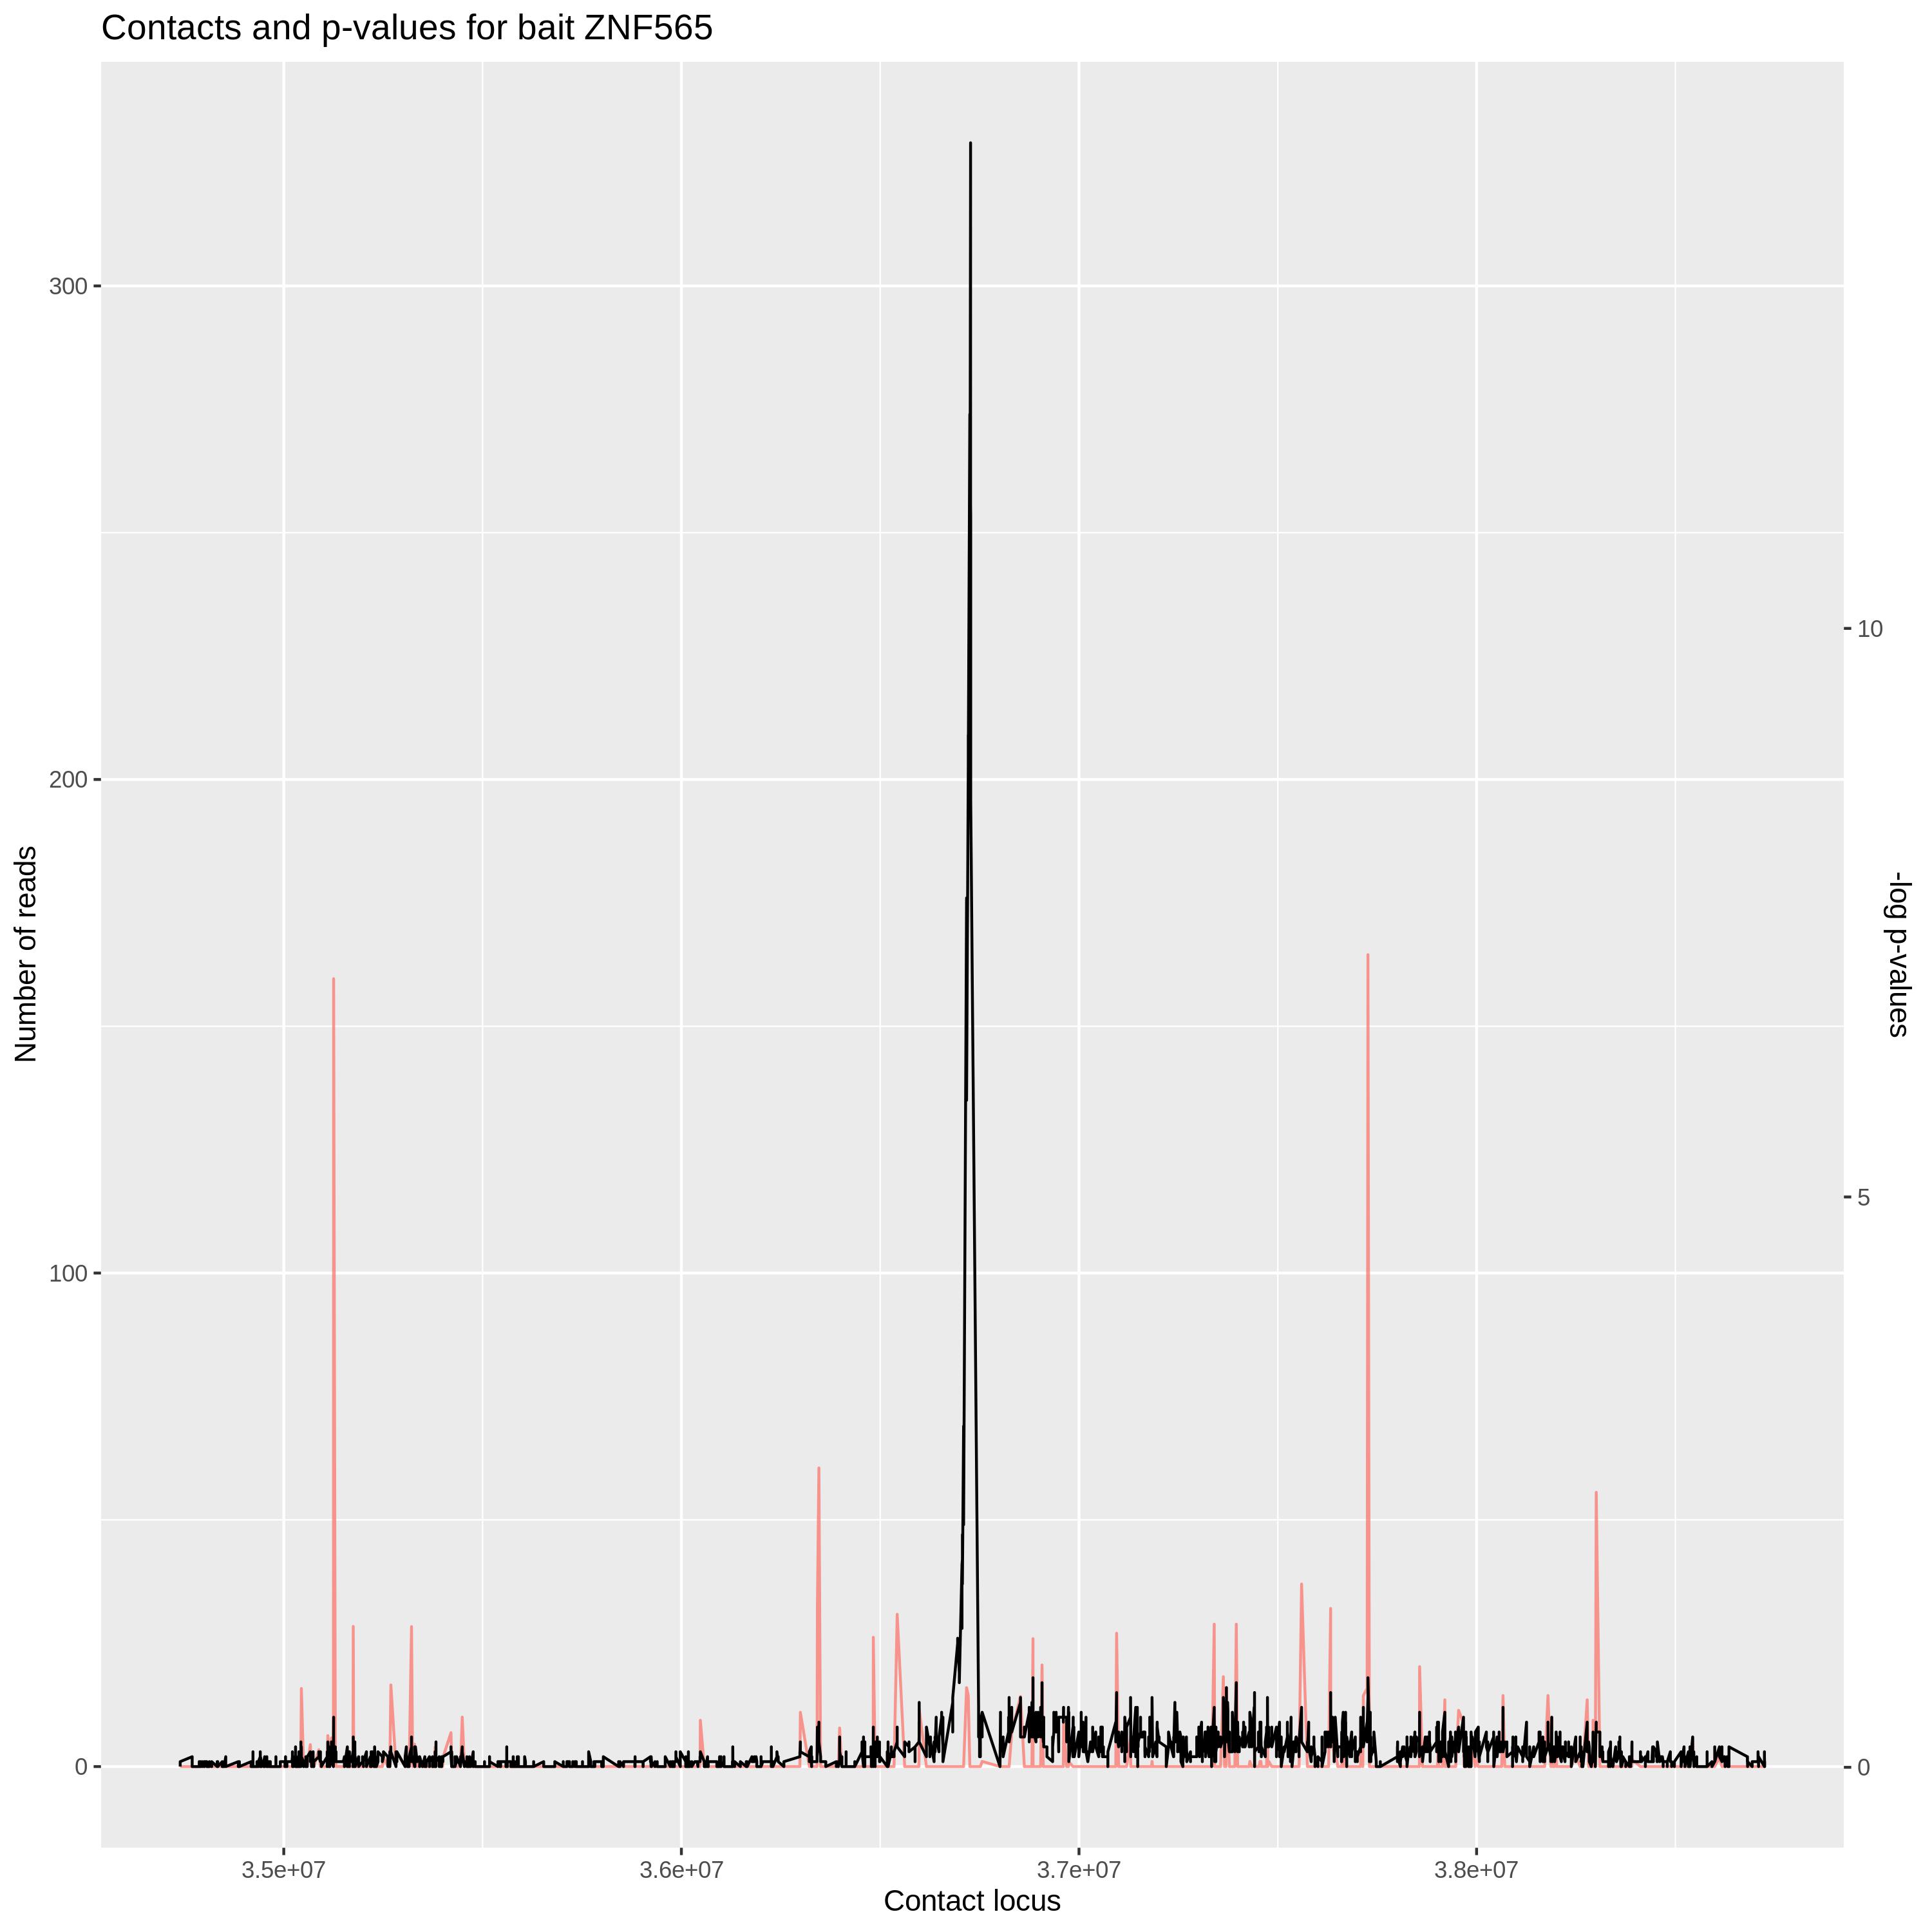 Contacts and p-values for bait ZNF565
300
200
100
0
Number of reads
10
5
0
-log p-values
3.5e+07
3.6e+07
3.7e+07
3.8e+07
Contact locus